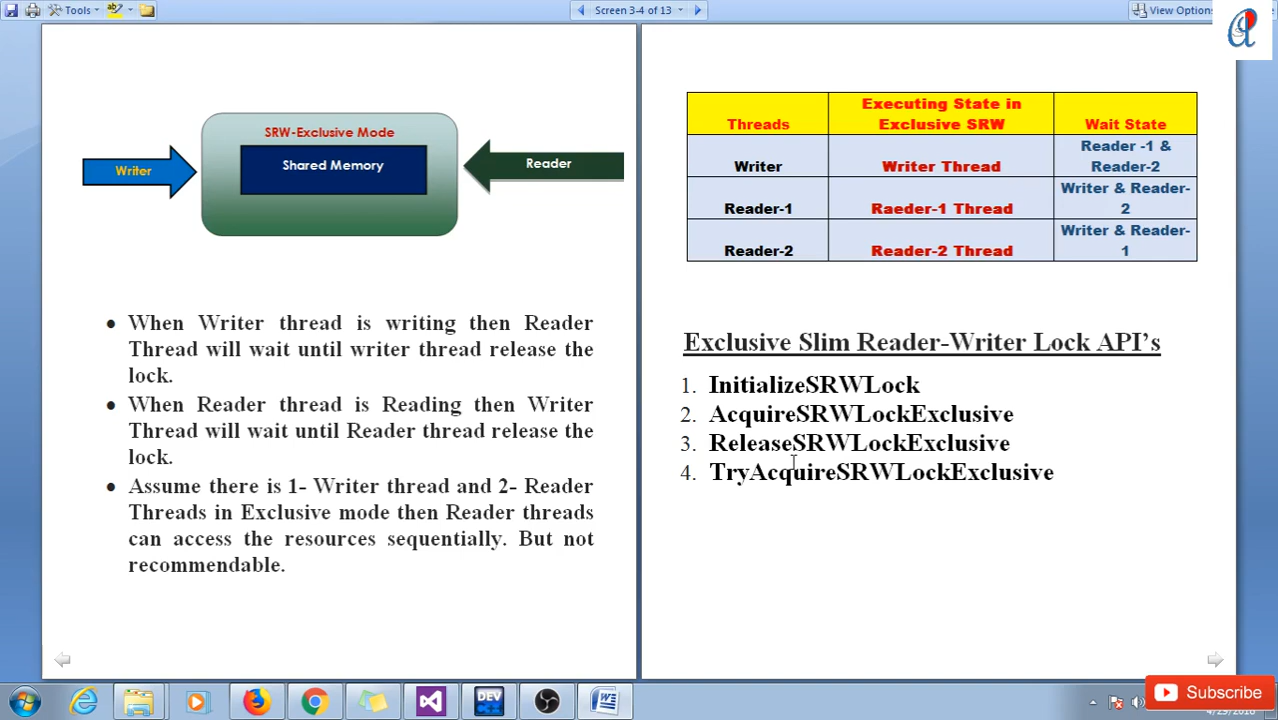 Tools
Screen 3-4 of 13
View Options
SRW-Exclusive Mode
Shared Memory
Writer
Reader
When Writer thread is writing then Reader
Thread will wait until writer thread release the
lock.
When Reader thread is Reading then Writer
Thread will wait until Reader thread release the
lock.
Assume there is 1- Writer thread and 2- Reader
Threads in Exclusive mode then Reader threads
can access the resources sequentially. But not
recommendable.
Threads
Executing State in
Exclusive SRW
Wait State
Writer
Writer Thread
Reader -1 &
Reader-2
Reader-1
Raeder-1 Thread
Writer & Reader-
2
Reader-2
Reader-2 Thread
Writer & Reader-
1
Exclusive Slim Reader-Writer Lock API's
1. InitializeSRWLock
2. AcquireSRWLockExclusive
3. ReleaseSRWLockExclusive
4. TryAcquireSRWLockExclusive
DEV
Subscribe